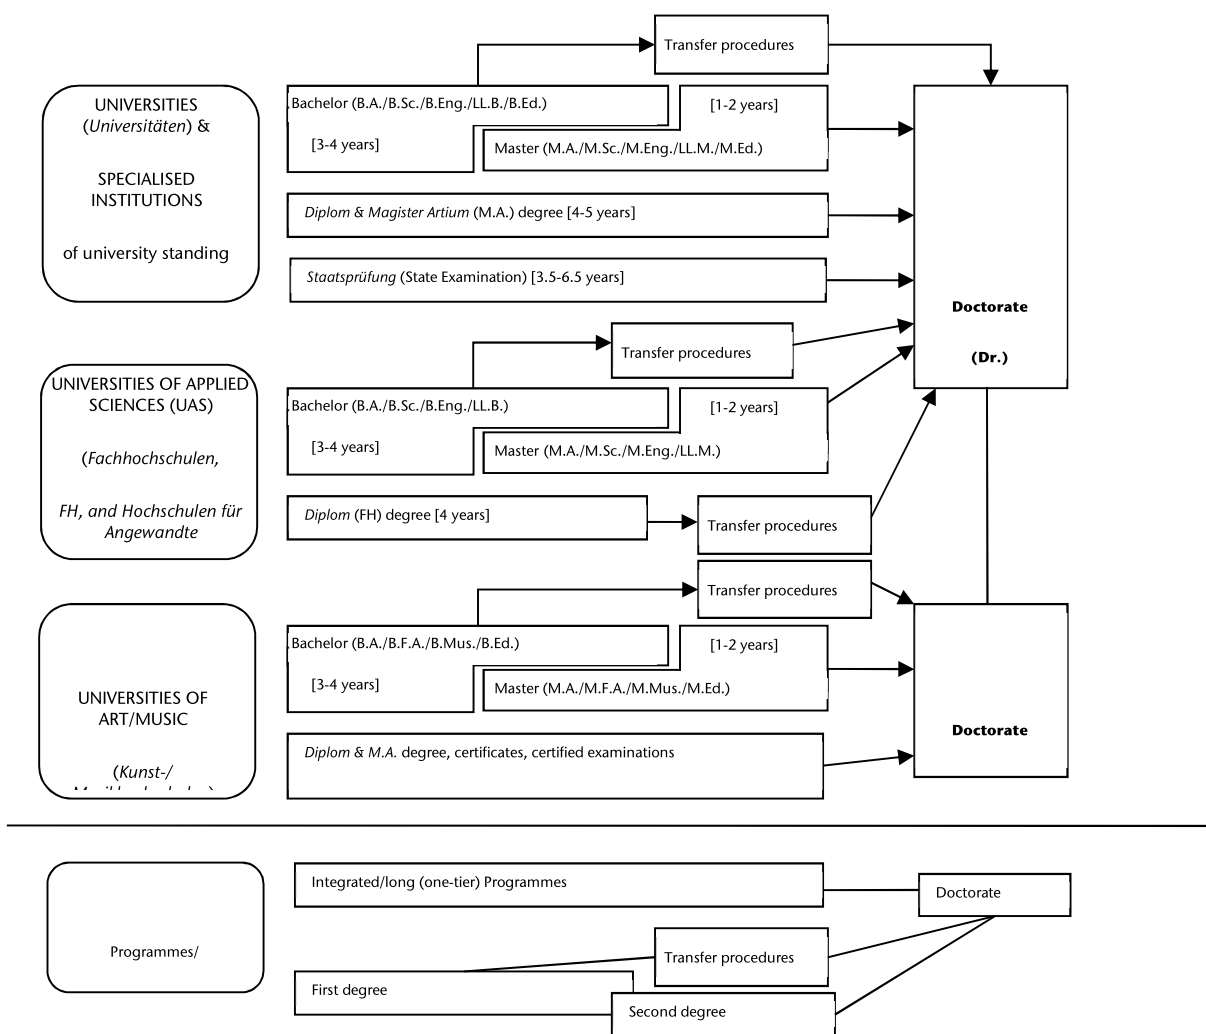 Transfer procedures
UNIVERSITIES
(Universitäten) &
SPECIALISED
INSTITUTIONS
of university standing
Bachelor (B.A./B.Sc./B.Eng./LL.B./B.Ed.)
[3-4 years]
[1-2 years]
Master (M.A./M.Sc./M.Eng./LL.M./M.Ed.)
Diplom & Magister Artium (M.A.) degree [4-5 years]
Staatsprüfung (State Examination) [3.5-6.5 years]
Doctorate
(Dr.)
Transfer procedures
UNIVERSITIES OF APPLIED
SCIENCES (UAS)
(Fachhochschulen,
FH, and Hochschulen für
Angewandte
Bachelor (B.A./B.Sc./B.Eng./LL.B.)
[3-4 years]
[1-2 years]
Master (M.A./M.Sc./M.Eng./LL.M.)
Diplom (FH) degree [4 years]
Transfer procedures
Transfer procedures
UNIVERSITIES OF
ART/MUSIC
(Kunst-/
Bachelor (B.A./B.F.A./B.Mus./B.Ed.)
[3-4 years]
[1-2 years]
Master (M.A./M.F.A./M.Mus./M.Ed.)
Diplom & M.A. degree, certificates, certified examinations
Doctorate
Programmes/
Integrated/long (one-tier) Programmes
Doctorate
Transfer procedures
First degree
Second degree